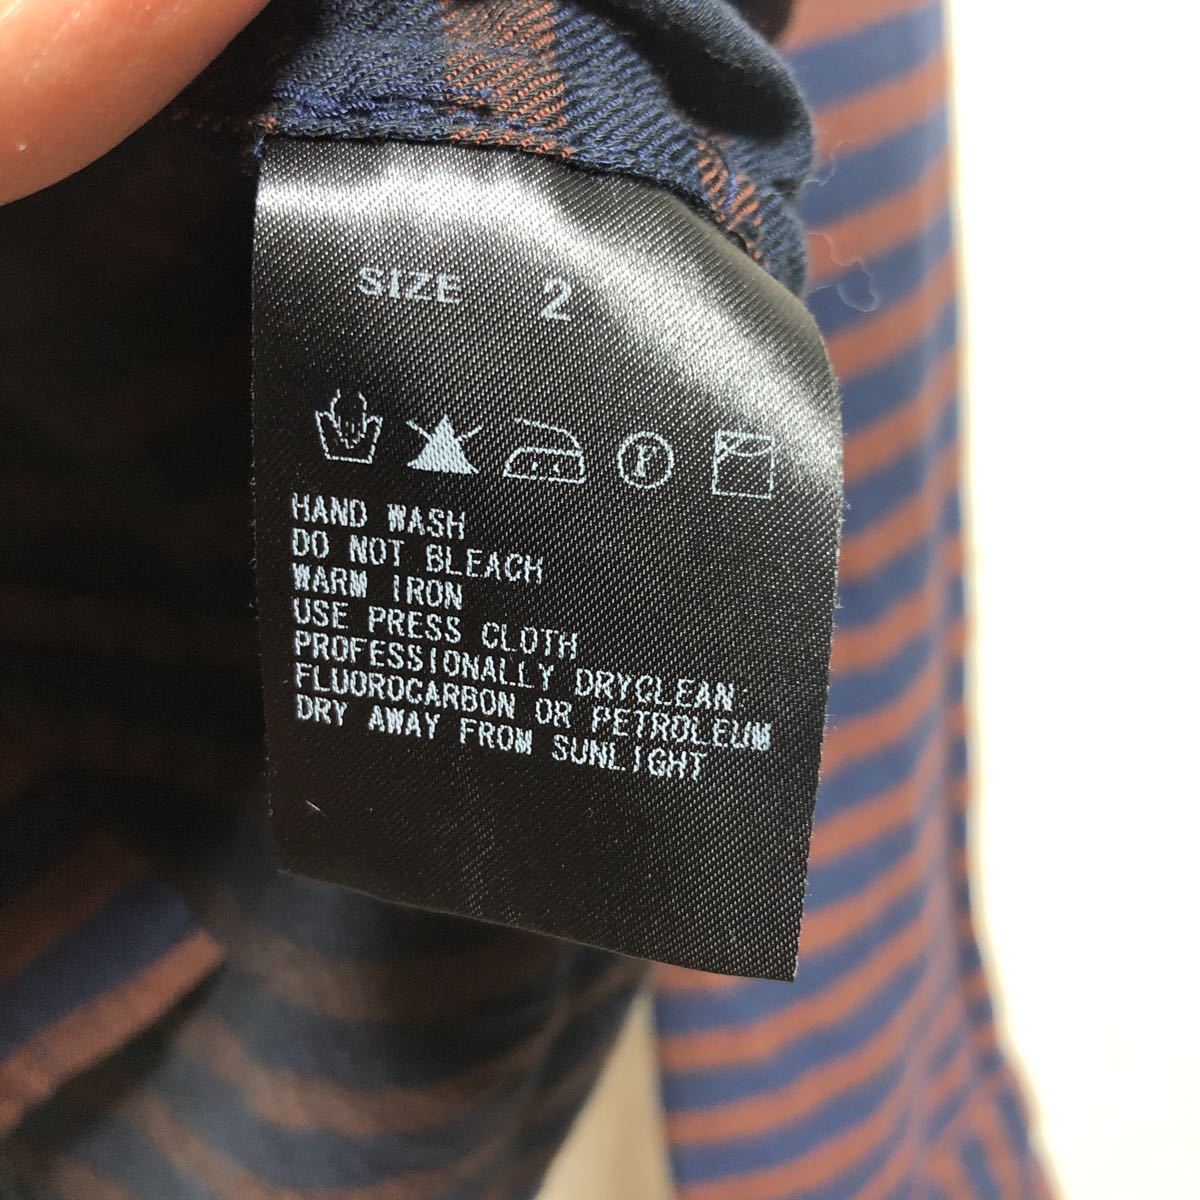 SIZE 2
F
HAND WASH
DO NOT BLEACH
WARM IRON
USE PRESS CLOTH
PROFESSIONALLY DRYCLEAN
FLUOROCARBON OR PETROLEUM
DRY AWAY FROM SUNLIGHT